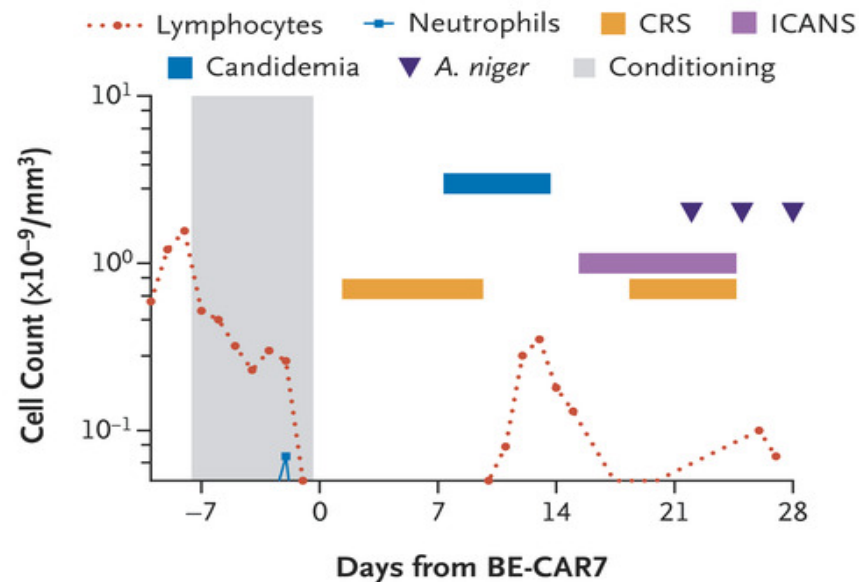 Lymphocytes Neutrophils CRS ICANS
Candidemia A. niger Conditioning
Cell Count (×10⁻⁹/mm³)
10¹
10⁰
10⁻¹
−7 0 7 14 21 28
Days from BE-CAR7